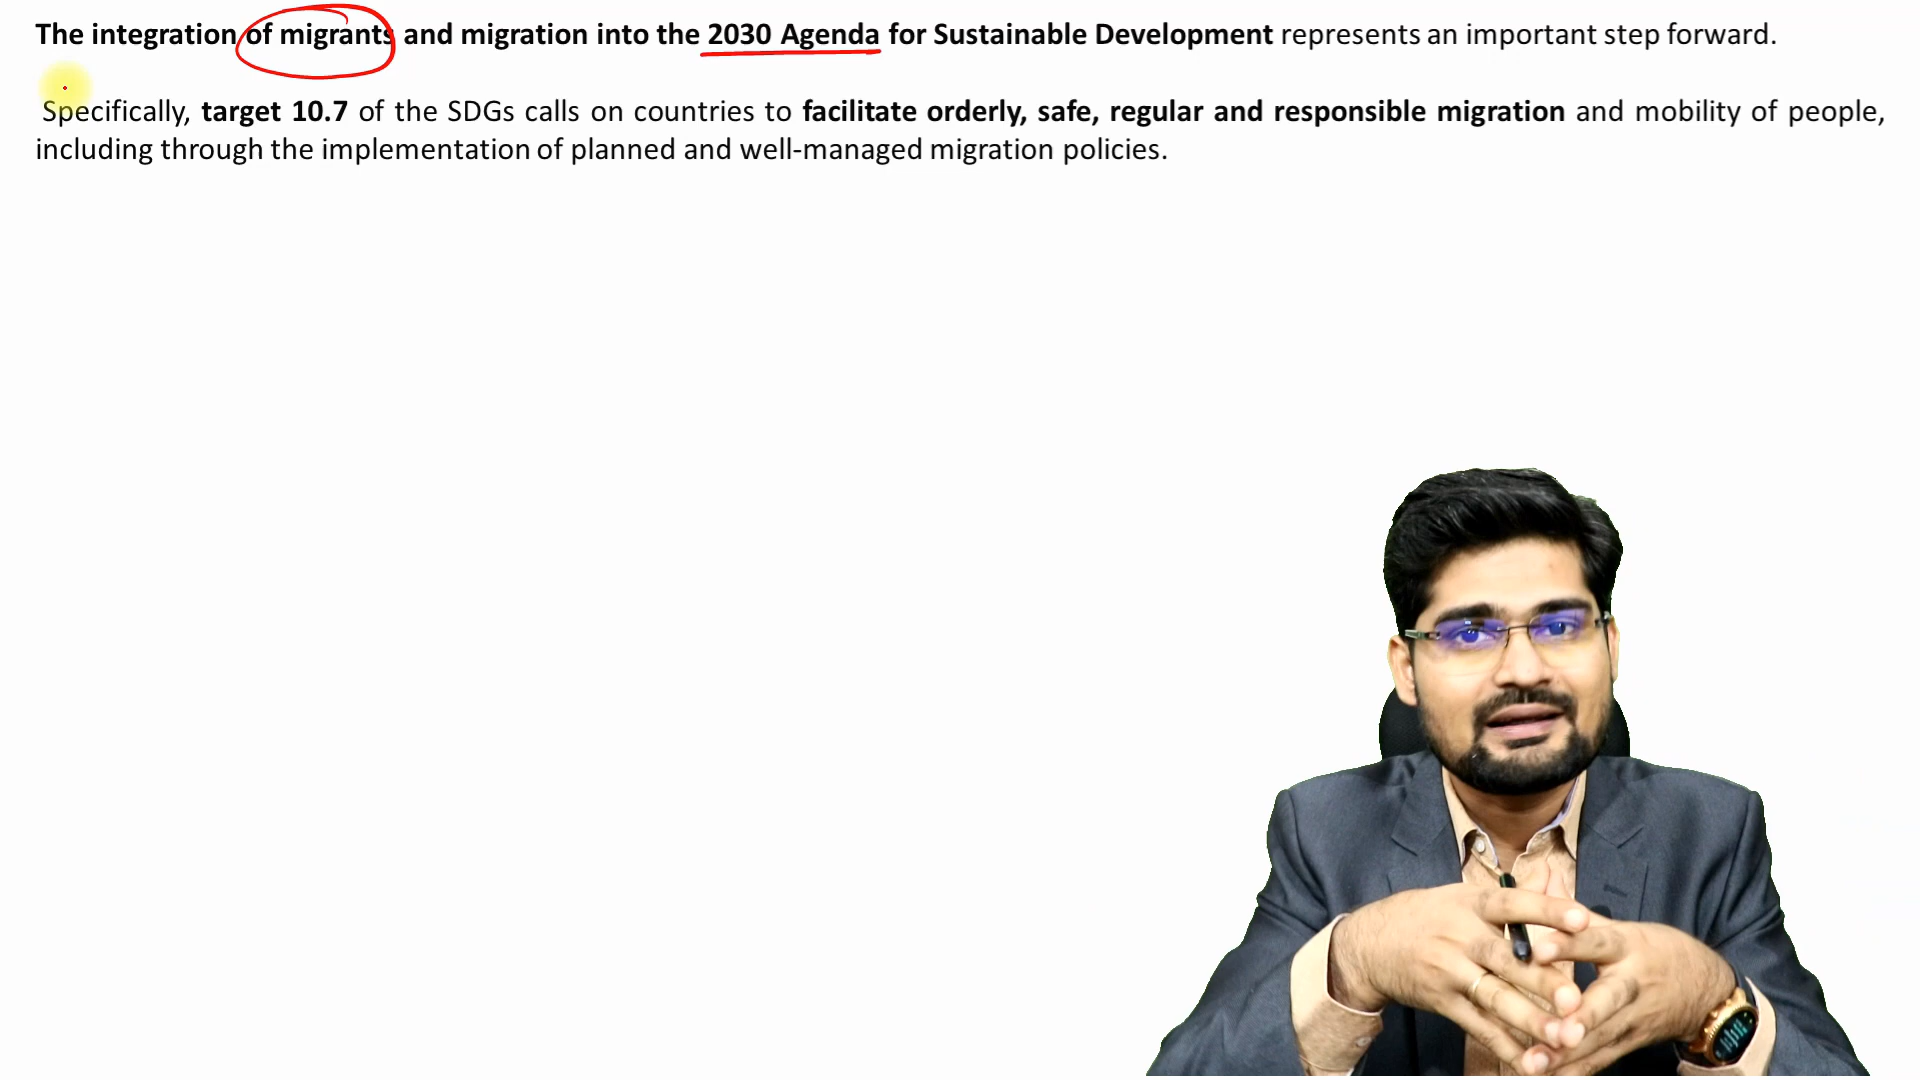 The integration of migrants and migration into the 2030 Agenda for Sustainable Development represents an important step forward.
Specifically, target 10.7 of the SDGs calls on countries to facilitate orderly, safe, regular and responsible migration and mobility of people,
including through the implementation of planned and well-managed migration policies.